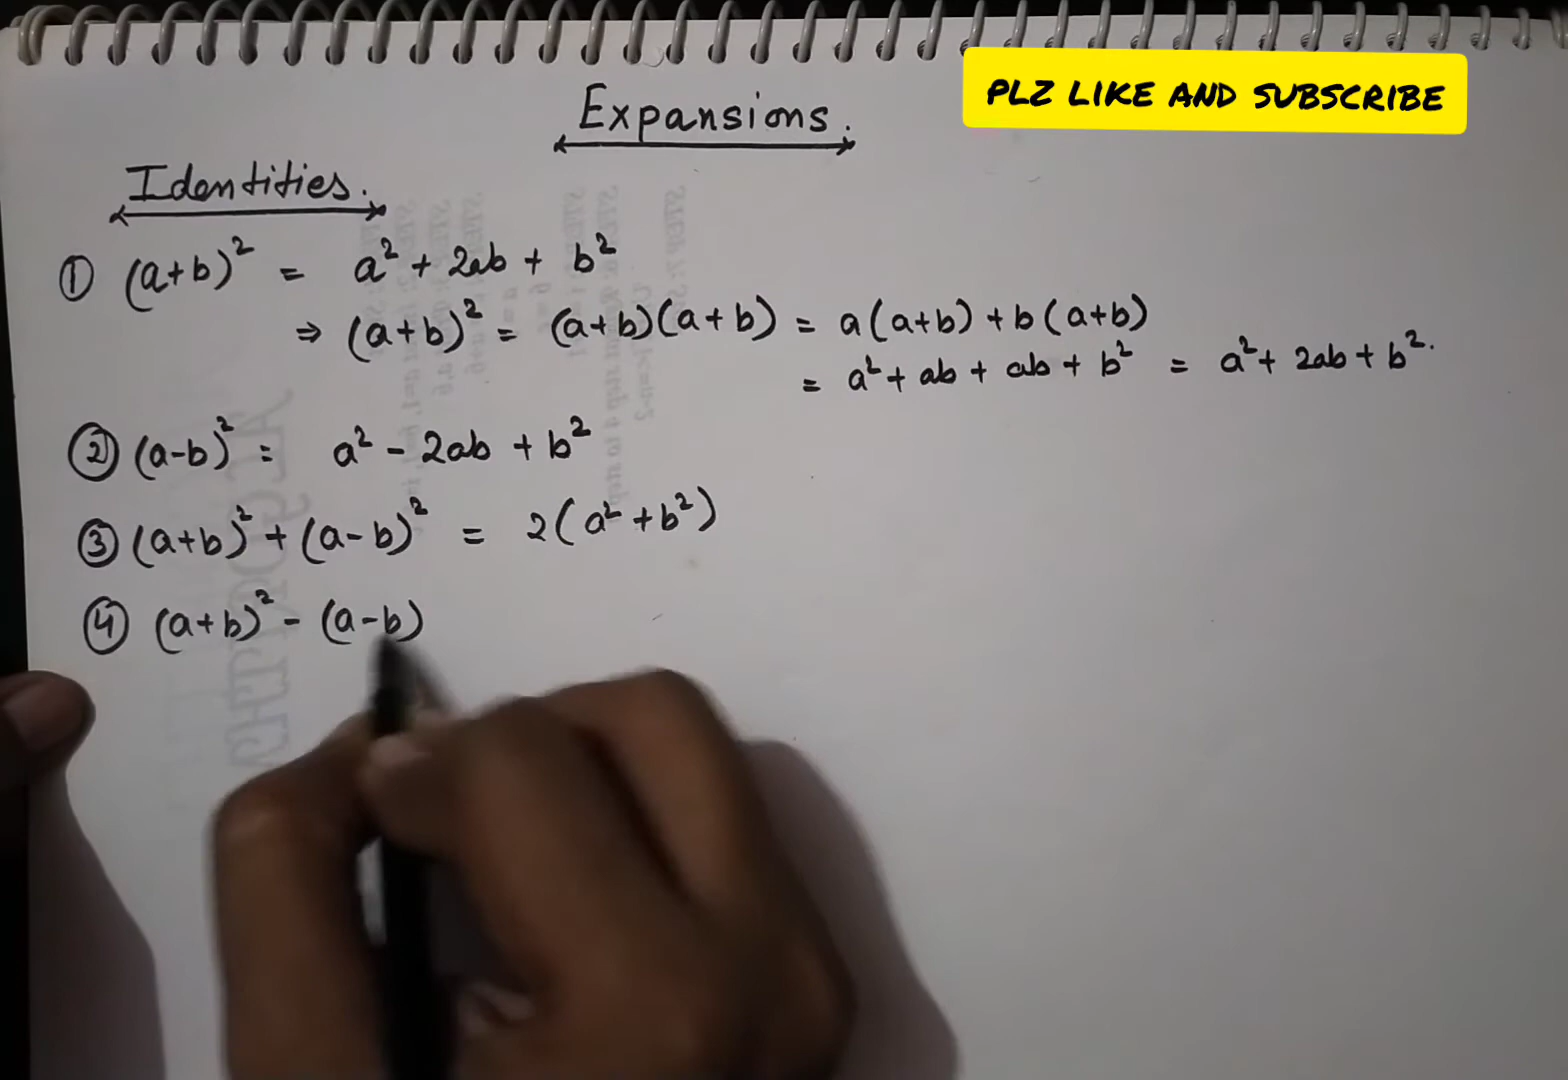 PLZ LIKE AND SUBSCRIBE
Expansions.
Identities.
① (a+b)² = a² + 2ab + b²
⇒ (a+b)² = (a+b)(a+b) = a(a+b) + b(a+b)
= a² + ab + ab + b² = a² + 2ab + b².
② (a-b)² = a² - 2ab + b²
③ (a+b)² + (a-b)² = 2(a² + b²)
④ (a+b)² - (a-b)